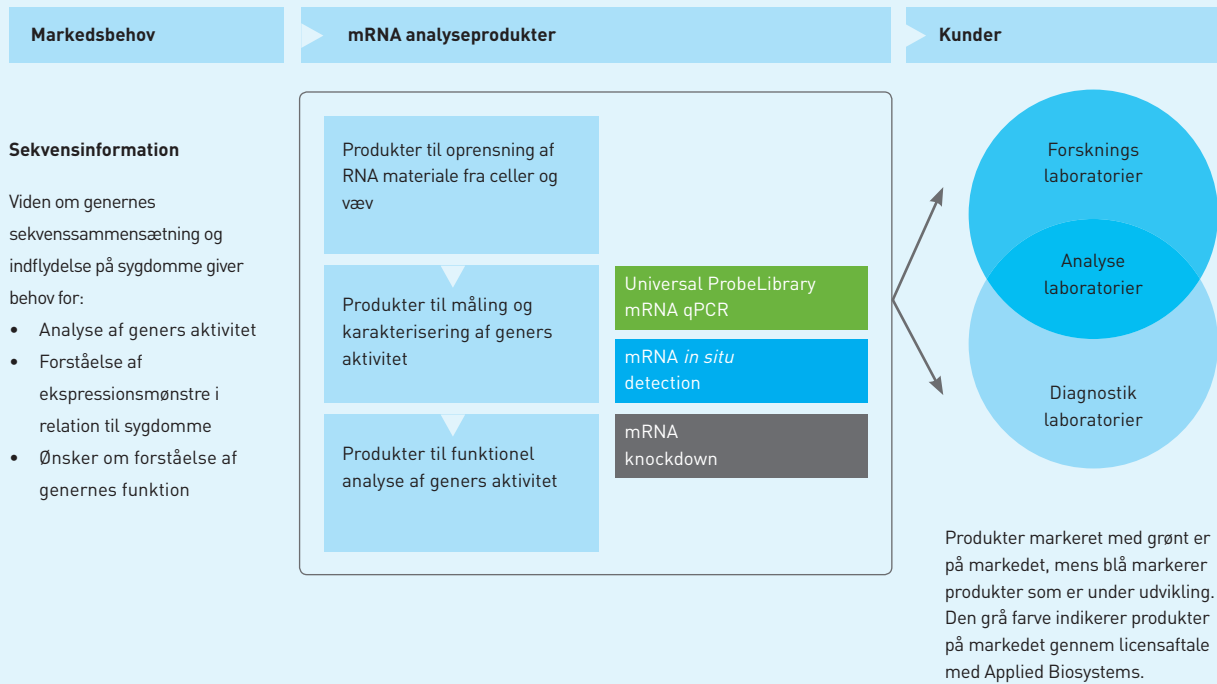 Markedsbehov
mRNA analyseprodukter
Kunder
Sekvensinformation
Viden om genernes
sekvenssammensætning og
indflydelse på sygdomme giver
behov for:
• Analyse af geners aktivitet
• Forståelse af
ekspressionsmønstre i
relation til sygdomme
• Ønsker om forståelse af
genernes funktion
Produkter til oprensning af
RNA materiale fra celler og
væv
Produkter til måling og
karakterisering af geners
aktivitet
Produkter til funktionel
analyse af geners aktivitet
Universal ProbeLibrary
mRNA qPCR
mRNA in situ
detection
mRNA
knockdown
Forsknings
laboratorier
Analyse
laboratorier
Diagnostik
laboratorier
Produkter markeret med grønt er
på markedet, mens blå markerer
produkter som er under udvikling.
Den grå farve indikerer produkter
på markedet gennem licensaftale
med Applied Biosystems.